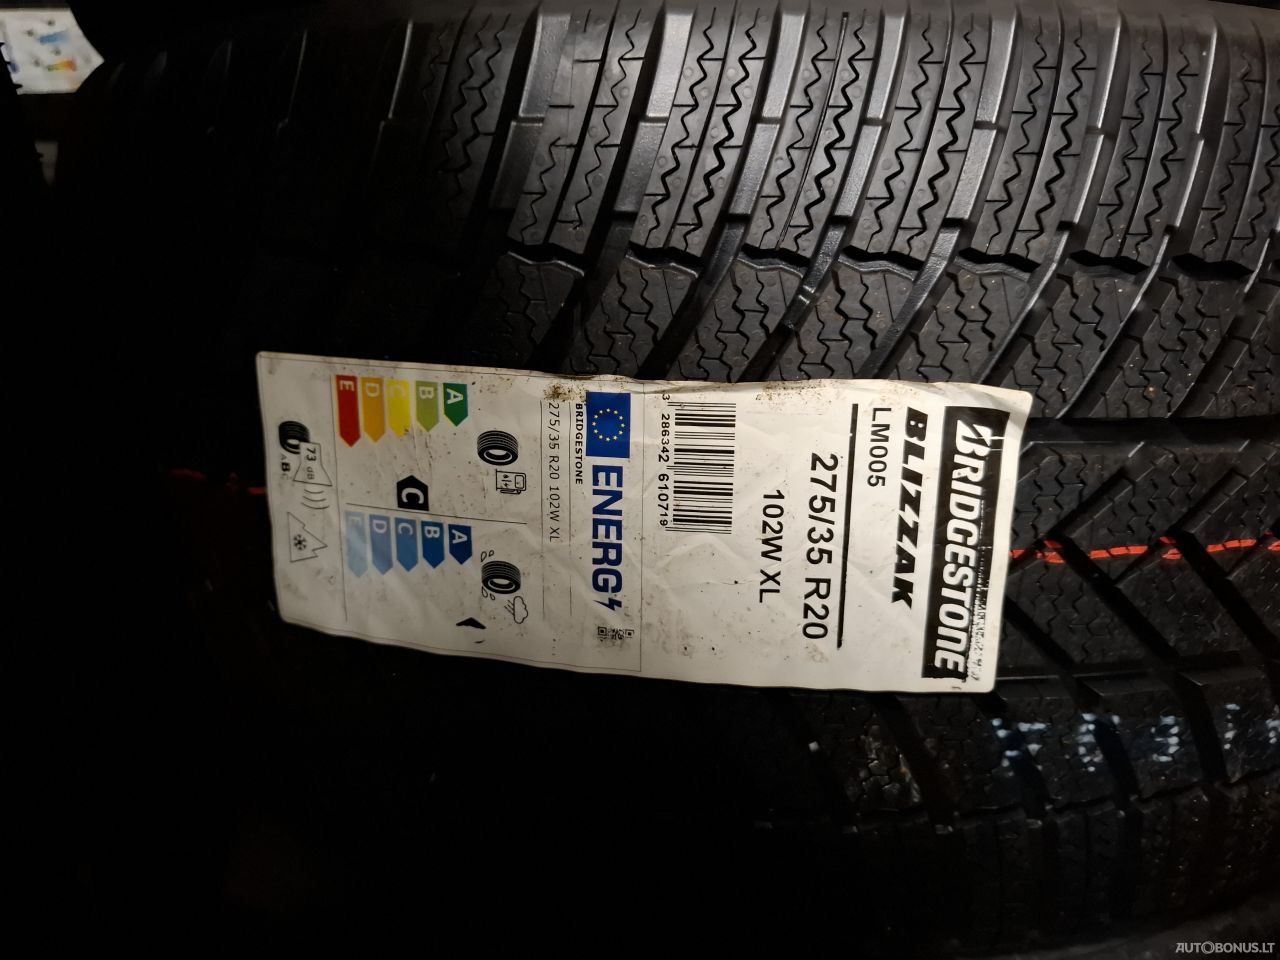 BRIDGESTONE
BLIZZAK
LM005
275/35 R20
102W XL
3 286342 610719
ENERG
BRIDGESTONE
275/35 R20 102W XL
A
B
C
D
E
C
A
B
C
D
E
73 dB
AB
AUTOBONUS.LT